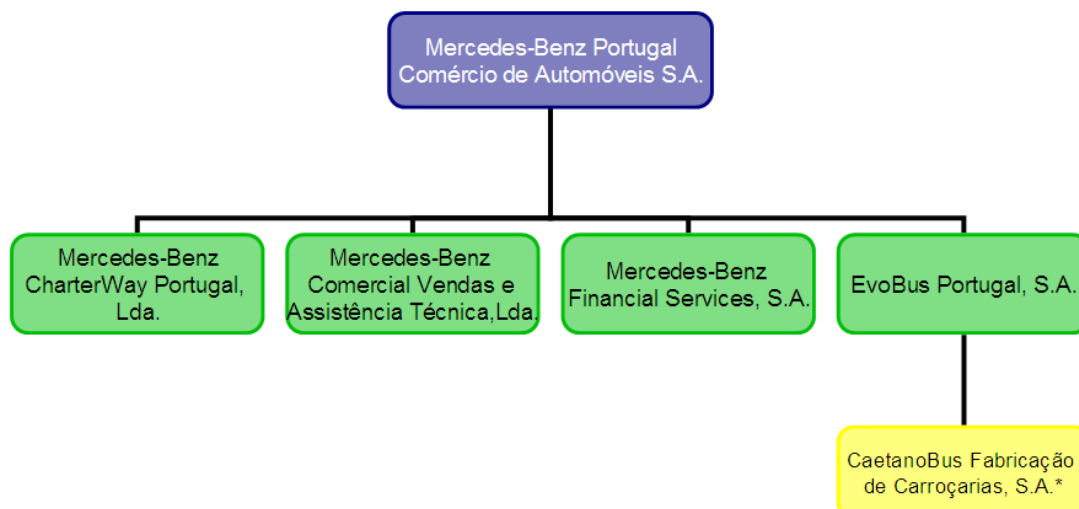 Mercedes-Benz Portugal
Comércio de Automóveis S.A.
Mercedes-Benz
CharterWay Portugal,
Lda.
Mercedes-Benz
Comercial Vendas e
Assistência Técnica,Lda.
Mercedes-Benz
Financial Services, S.A.
EvoBus Portugal, S.A.
CaetanoBus Fabricação
de Carroçarias, S.A.*